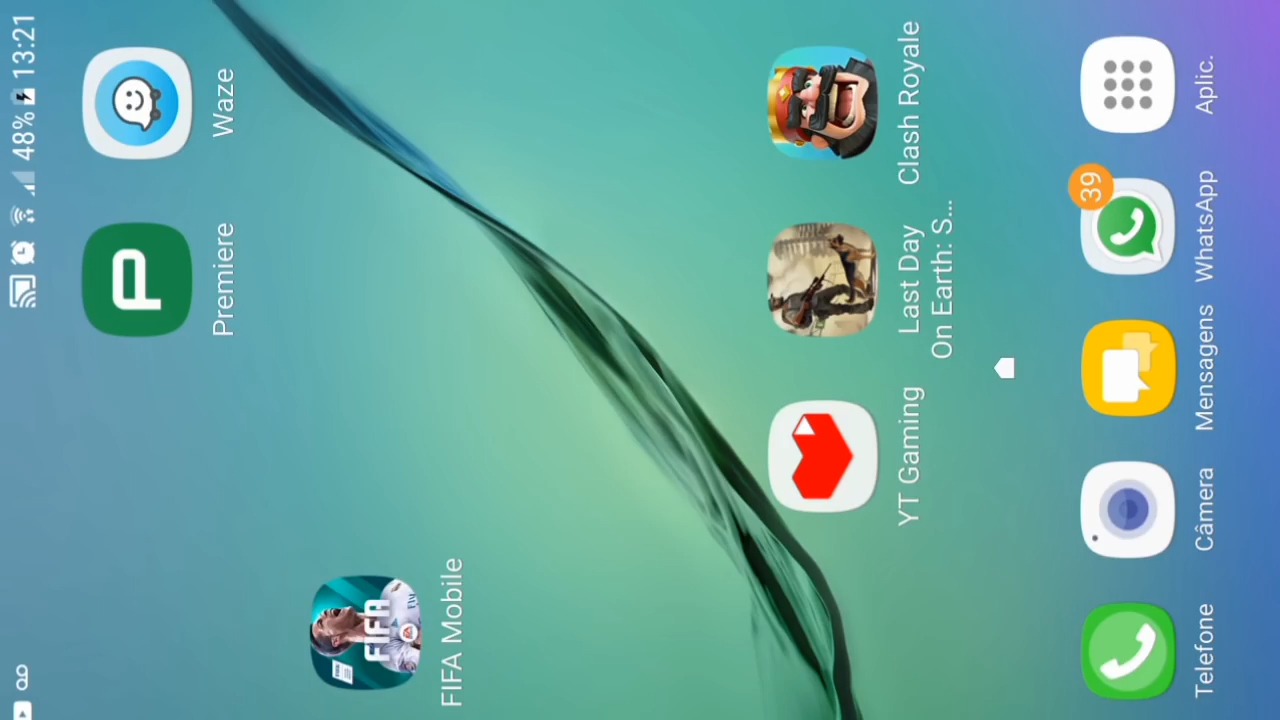 48% 13:21
Premiere
Waze
FIFA Mobile
FIFA
YT Gaming
Last Day
On Earth: S...
Clash Royale
39
Telefone
Câmera
Mensagens
WhatsApp
Aplic.